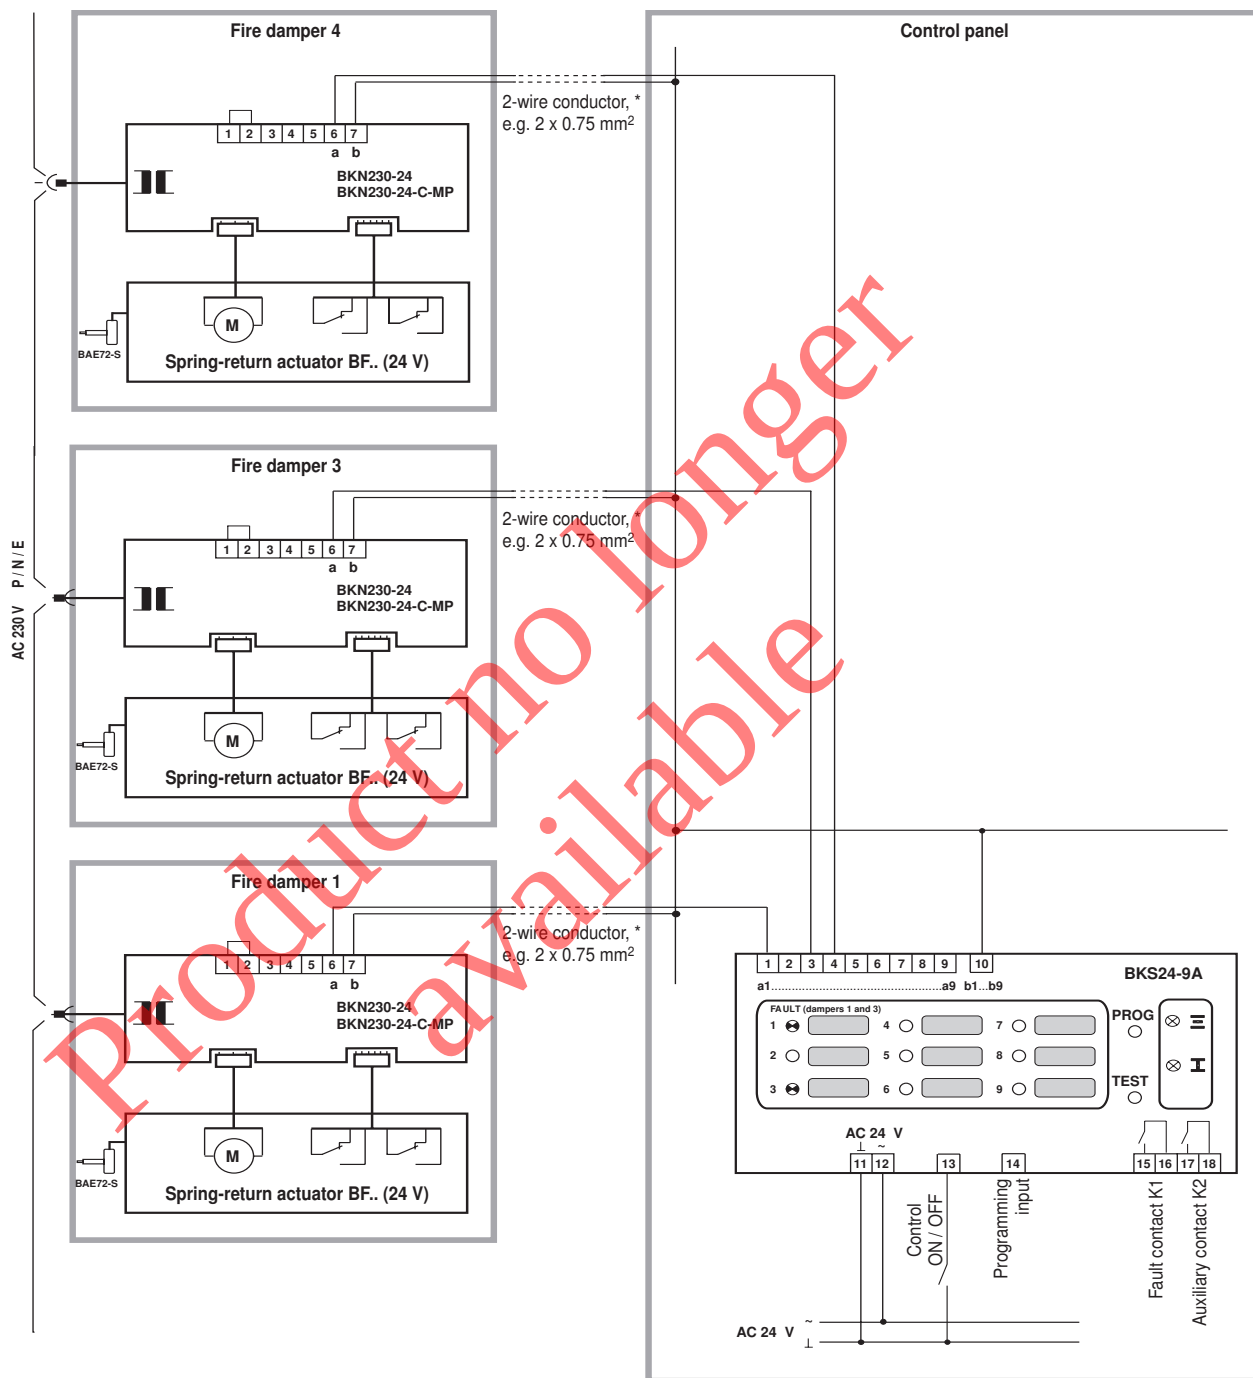 Fire damper 4
Control panel
2-wire conductor, *
e.g. 2 x 0.75 mm²
1 2 3 4 5 6 7
a b
BKN230-24
BKN230-24-C-MP
M
BAE72-S
Spring-return actuator BF.. (24 V)
Fire damper 3
2-wire conductor, *
e.g. 2 x 0.75 mm²
1 2 3 4 5 6 7
a b
BKN230-24
BKN230-24-C-MP
AC 230 V P / N / E
M
BAE72-S
Spring-return actuator BF.. (24 V)
Fire damper 1
2-wire conductor, *
e.g. 2 x 0.75 mm²
1 2 3 4 5 6 7
a b
BKN230-24
BKN230-24-C-MP
M
BAE72-S
Spring-return actuator BF.. (24 V)
1 2 3 4 5 6 7 8 9 10
BKS24-9A
a1..........................................a9 b1...b9
FAULT (dampers 1 and 3)
1 4 7
2 5 8
3 6 9
PROG
TEST
AC 24 V
⊥ ~
11 12 13 14 15 16 17 18
Control
ON / OFF
Programming
input
Fault contact K1
Auxiliary contact K2
AC 24 V ~
⊥
Product no longer
available